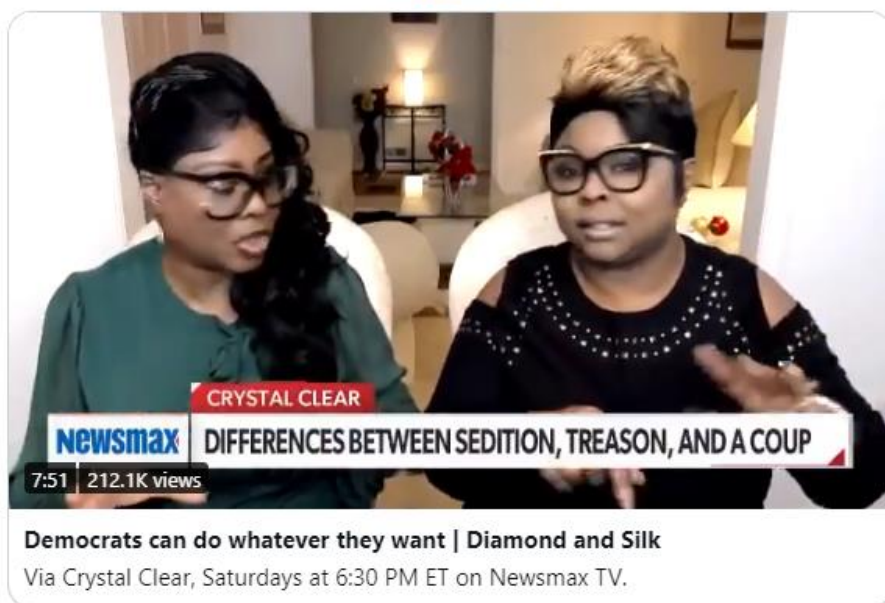 CRYSTAL CLEAR
Newsmax DIFFERENCES BETWEEN SEDITION, TREASON, AND A COUP
7:51 212.1K views
Democrats can do whatever they want | Diamond and Silk
Via Crystal Clear, Saturdays at 6:30 PM ET on Newsmax TV.